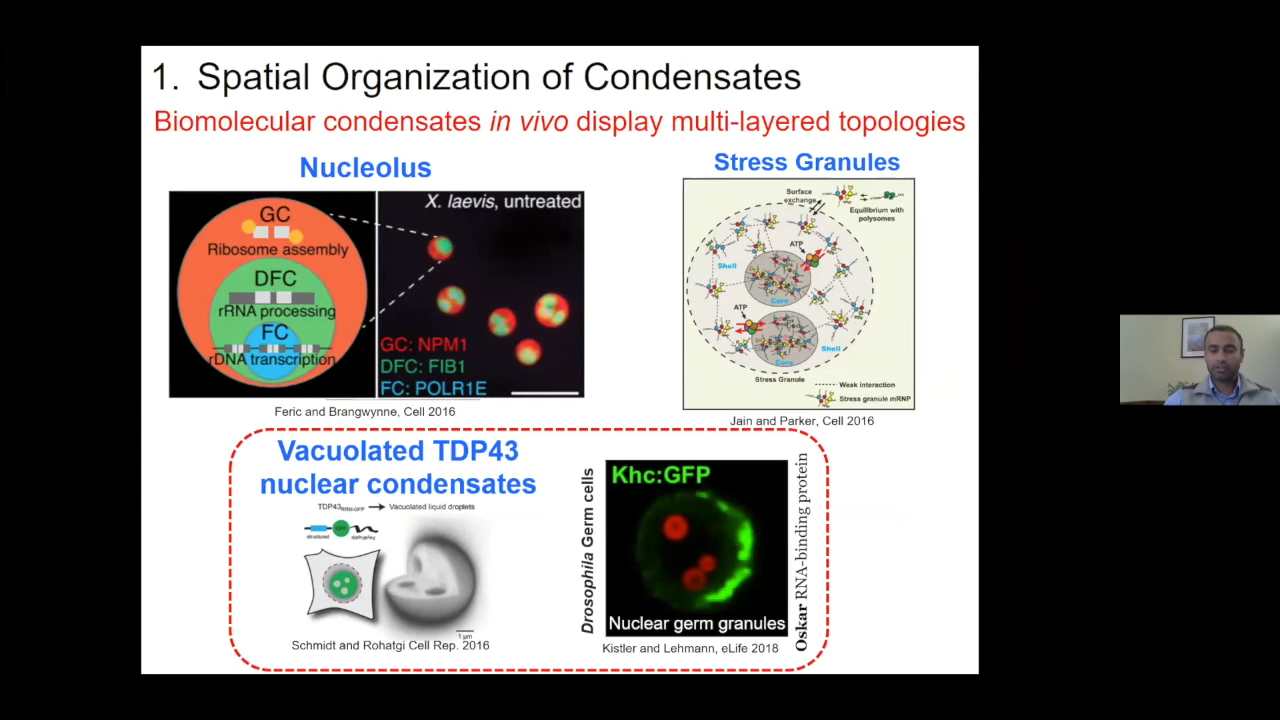 1. Spatial Organization of Condensates
Biomolecular condensates in vivo display multi-layered topologies
Nucleolus
GC
Ribosome assembly
DFC
rRNA processing
FC
rDNA transcription
X. laevis, untreated
GC: NPM1
DFC: FIB1
FC: POLR1E
Feric and Brangwynne, Cell 2016
Stress Granules
Surface
exchange
Equilibrium with
polysomes
ATP
Shell
Core
ATP
Shell
Core
Stress Granule
Weak interaction
Stress granule mRNP
Jain and Parker, Cell 2016
Vacuolated TDP43
nuclear condensates
TDP43RRM-GFP
Vacuolated liquid droplets
structured
1 μm
Schmidt and Rohatgi Cell Rep. 2016
Drosophila Germ cells
Khc:GFP
Nuclear germ granules
Oskar RNA-binding protein
Kistler and Lehmann, eLife 2018